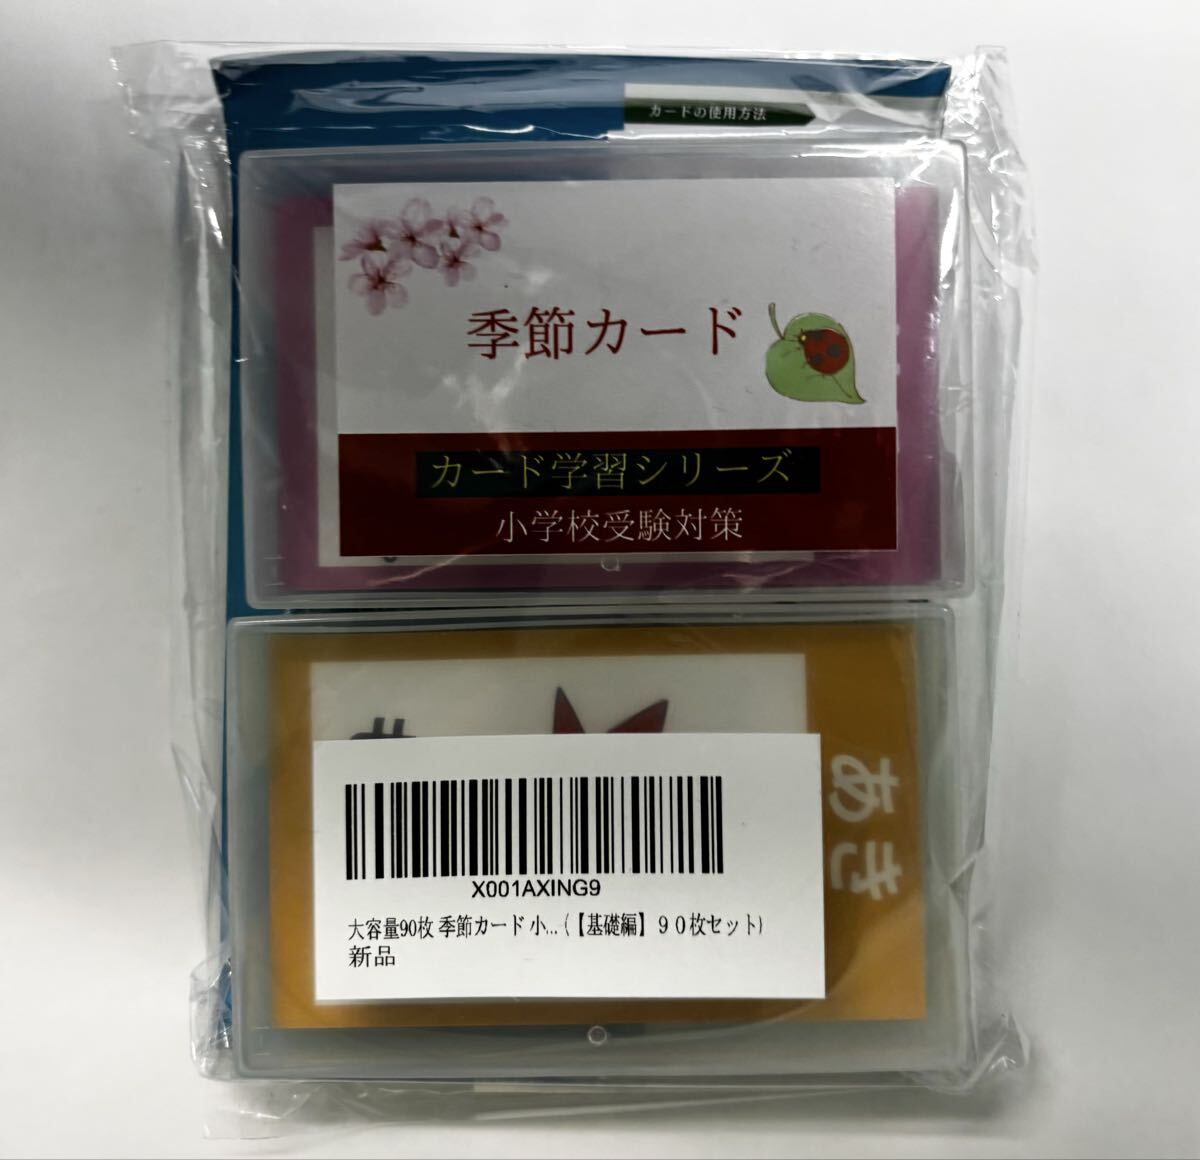 カードの使用方法
季節カード
カード学習シリーズ
小学校受験対策
あき
X001AXING9
大容量90枚 季節カード 小... (【基礎編】９０枚セット)
新品